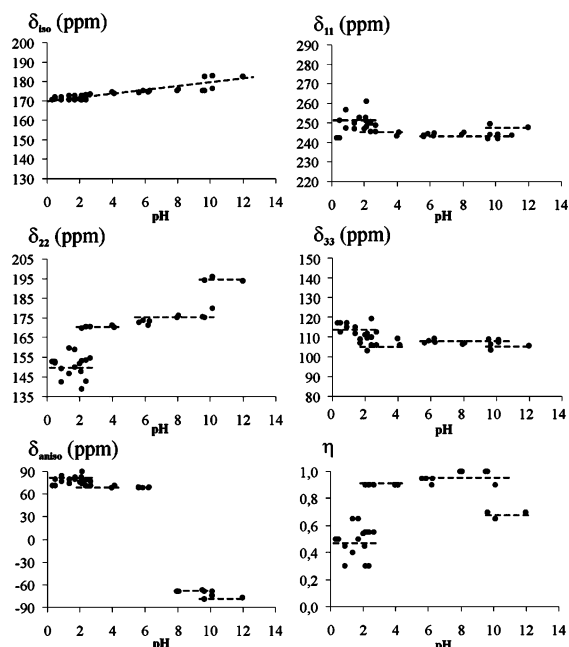 δiso (ppm)
200
190
180
170
160
150
140
130
0 2 4 6 8 10 12 14
pH
δ11 (ppm)
290
280
270
260
250
240
230
220
0 2 4 6 8 10 12 14
pH
δ22 (ppm)
205
195
185
175
165
155
145
135
0 2 4 6 8 10 12 14
pH
δ33 (ppm)
150
140
130
120
110
100
90
80
0 2 4 6 8 10 12 14
pH
δaniso (ppm)
90
60
30
0
-30
-60
-90
0 2 4 6 8 10 12 14
pH
η
1,0
0,8
0,6
0,4
0,2
0,0
0 2 4 6 8 10 12 14
pH